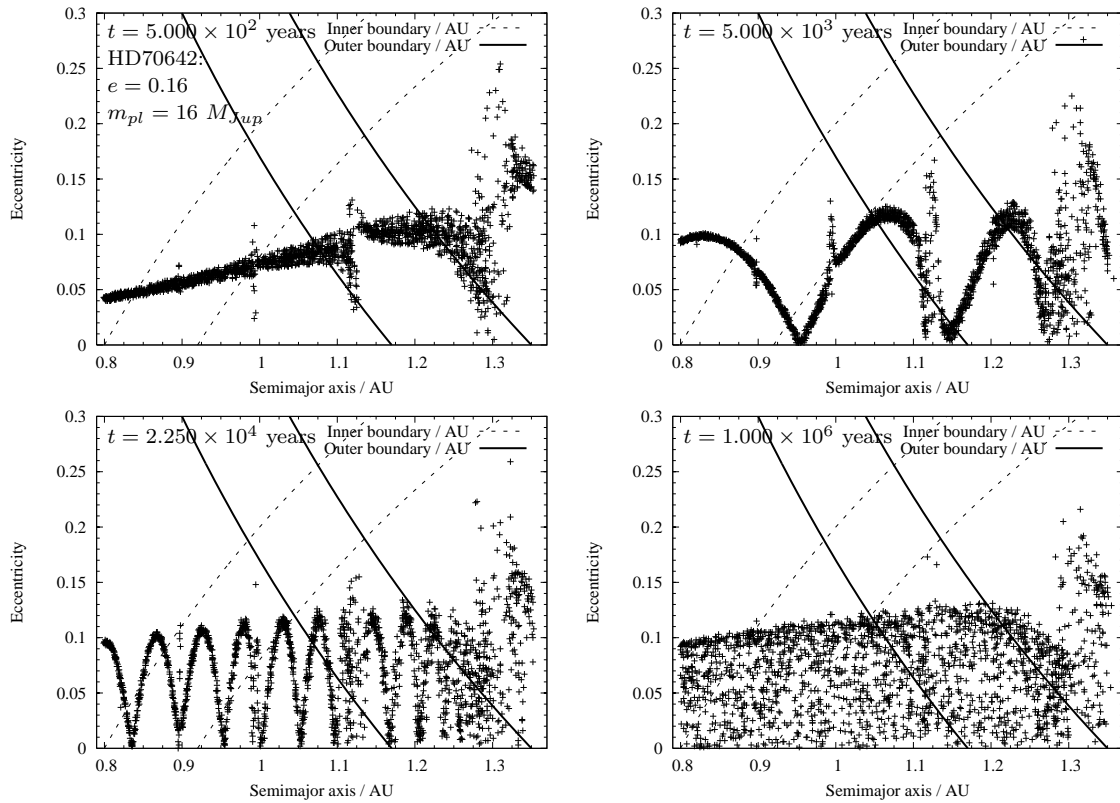 t = 5.000 × 10² years
Inner boundary / AU
Outer boundary / AU
HD70642:
e = 0.16
m_pl = 16 M_Jup
0.3
0.25
0.2
0.15
0.1
0.05
0
Eccentricity
0.8 0.9 1 1.1 1.2 1.3
Semimajor axis / AU
t = 5.000 × 10³ years
Inner boundary / AU
Outer boundary / AU
0.3
0.25
0.2
0.15
0.1
0.05
0
Eccentricity
0.8 0.9 1 1.1 1.2 1.3
Semimajor axis / AU
t = 2.250 × 10⁴ years
Inner boundary / AU
Outer boundary / AU
0.3
0.25
0.2
0.15
0.1
0.05
0
Eccentricity
0.8 0.9 1 1.1 1.2 1.3
Semimajor axis / AU
t = 1.000 × 10⁶ years
Inner boundary / AU
Outer boundary / AU
0.3
0.25
0.2
0.15
0.1
0.05
0
Eccentricity
0.8 0.9 1 1.1 1.2 1.3
Semimajor axis / AU